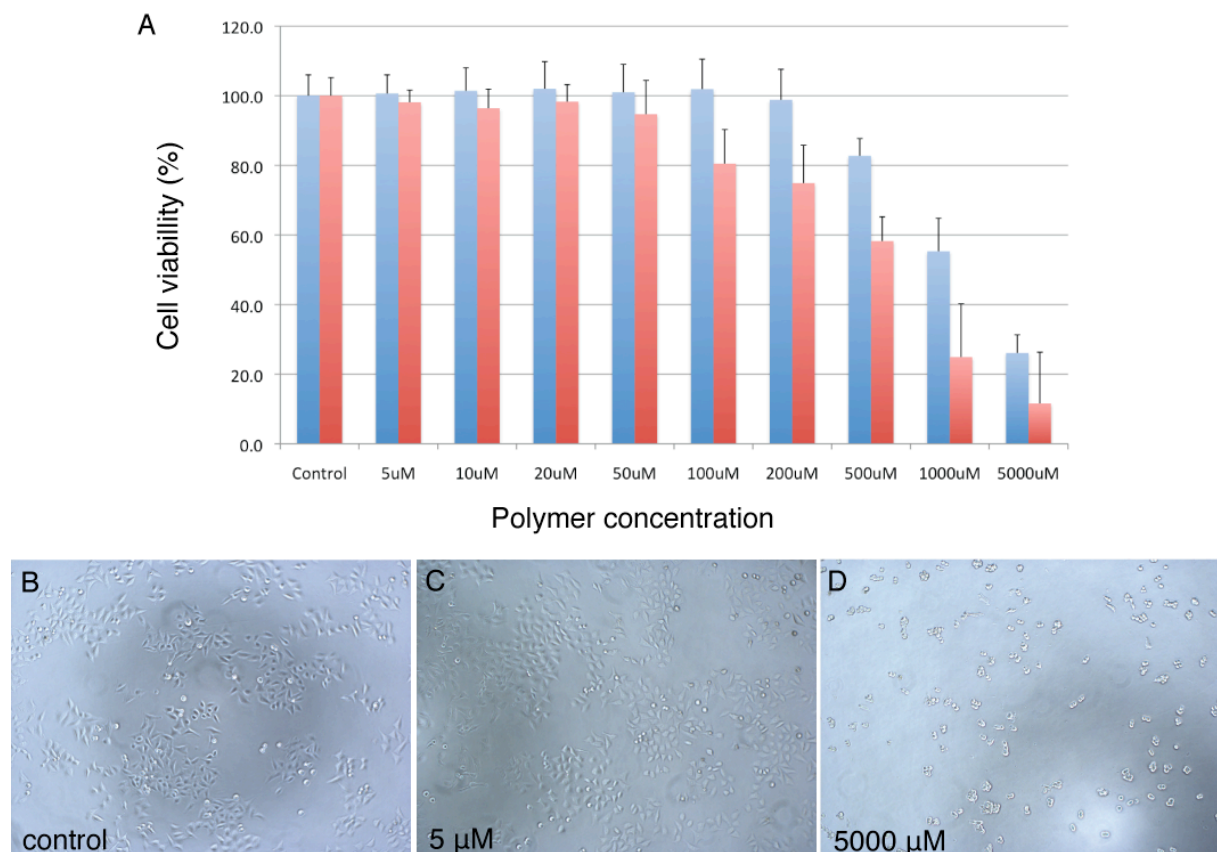 A
120.0
100.0
80.0
60.0
40.0
20.0
0.0
Cell viabillity (%)
Control 5uM 10uM 20uM 50uM 100uM 200uM 500uM 1000uM 5000uM
Polymer concentration
B
control
C
5 µM
D
5000 µM